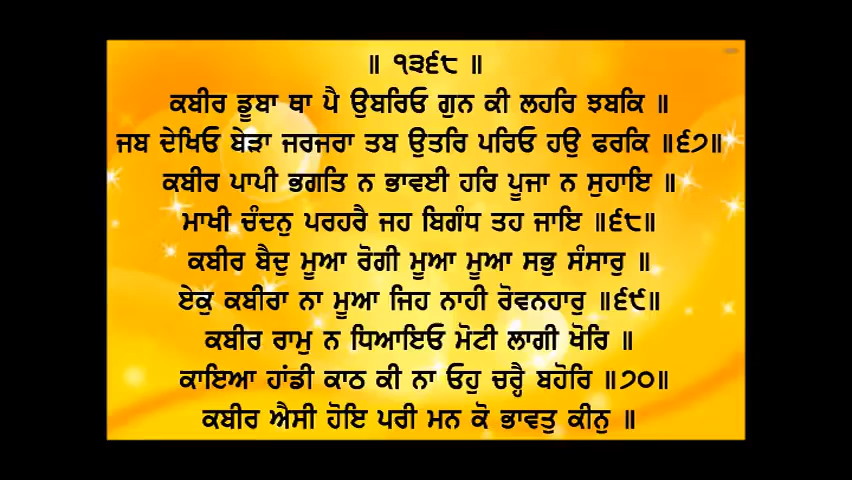 ॥ ੧੩੬੮ ॥
ਕਬੀਰ ਡੂਬਾ ਥਾ ਪੈ ਉਬਰਿਓ ਗੁਨ ਕੀ ਲਹਰਿ ਝਬਕਿ ॥
ਜਬ ਦੇਖਿਓ ਬੇੜਾ ਜਰਜਰਾ ਤਬ ਉਤਰਿ ਪਰਿਓ ਹਉ ਫਰਕਿ ॥੬੭॥
ਕਬੀਰ ਪਾਪੀ ਭਗਤਿ ਨ ਭਾਵਈ ਹਰਿ ਪੂਜਾ ਨ ਸੁਹਾਇ ॥
ਮਾਖੀ ਚੰਦਨੁ ਪਰਹਰੈ ਜਹ ਬਿਗੰਧ ਤਹ ਜਾਇ ॥੬੮॥
ਕਬੀਰ ਬੈਦੁ ਮੂਆ ਰੋਗੀ ਮੂਆ ਮੂਆ ਸਭੁ ਸੰਸਾਰੁ ॥
ਏਕੁ ਕਬੀਰਾ ਨਾ ਮੂਆ ਜਿਹ ਨਾਹੀ ਰੋਵਨਹਾਰੁ ॥੬੯॥
ਕਬੀਰ ਰਾਮੁ ਨ ਧਿਆਇਓ ਮੋਟੀ ਲਾਗੀ ਖੋਰਿ ॥
ਕਾਇਆ ਹਾਂਡੀ ਕਾਠ ਕੀ ਨਾ ਓਹੁ ਚਰ੍ਹੈ ਬਹੋਰਿ ॥੭੦॥
ਕਬੀਰ ਐਸੀ ਹੋਇ ਪਰੀ ਮਨ ਕੋ ਭਾਵਤੁ ਕੀਨੁ ॥